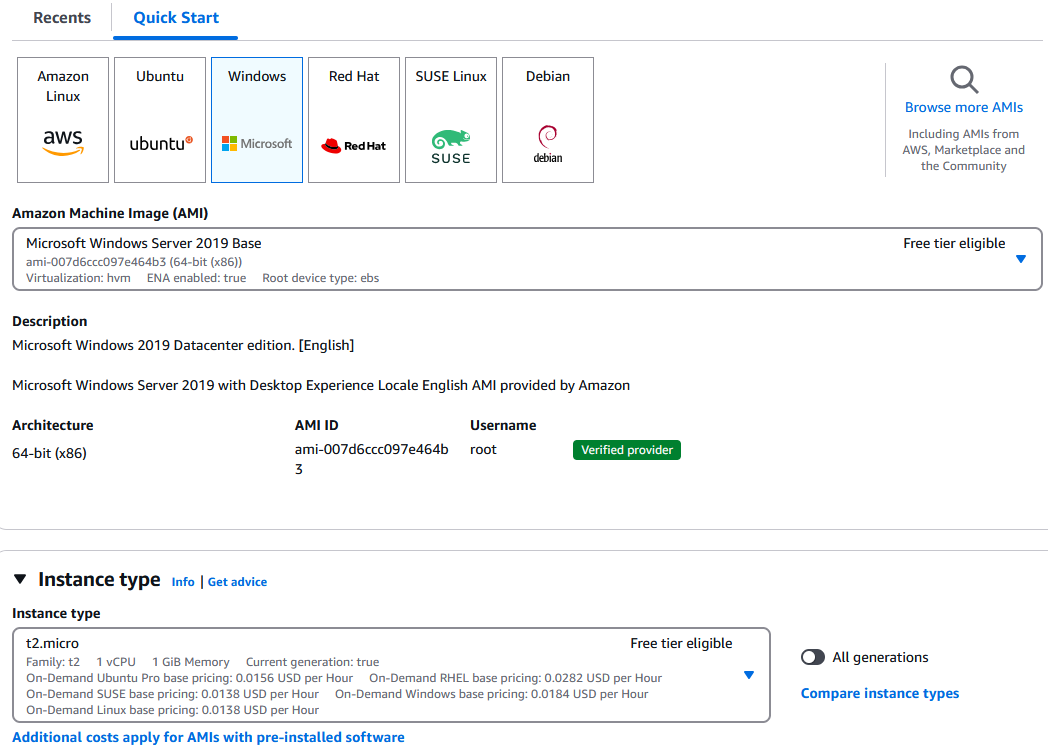 Recents
Quick Start
Amazon
Linux
aws
Ubuntu
ubuntu
Windows
Microsoft
Red Hat
Red Hat
SUSE Linux
SUSE
Debian
debian
Browse more AMIs
Including AMIs from
AWS, Marketplace and
the Community
Amazon Machine Image (AMI)
Microsoft Windows Server 2019 Base
Free tier eligible
ami-007d6ccc097e464b3 (64-bit (x86))
Virtualization: hvm ENA enabled: true Root device type: ebs
Description
Microsoft Windows 2019 Datacenter edition. [English]
Microsoft Windows Server 2019 with Desktop Experience Locale English AMI provided by Amazon
Architecture
64-bit (x86)
AMI ID
ami-007d6ccc097e464b
3
Username
root
Verified provider
Instance type Info | Get advice
Instance type
t2.micro
Free tier eligible
Family: t2 1 vCPU 1 GiB Memory Current generation: true
On-Demand Ubuntu Pro base pricing: 0.0156 USD per Hour On-Demand RHEL base pricing: 0.0282 USD per Hour
On-Demand SUSE base pricing: 0.0138 USD per Hour On-Demand Windows base pricing: 0.0184 USD per Hour
On-Demand Linux base pricing: 0.0138 USD per Hour
All generations
Compare instance types
Additional costs apply for AMIs with pre-installed software